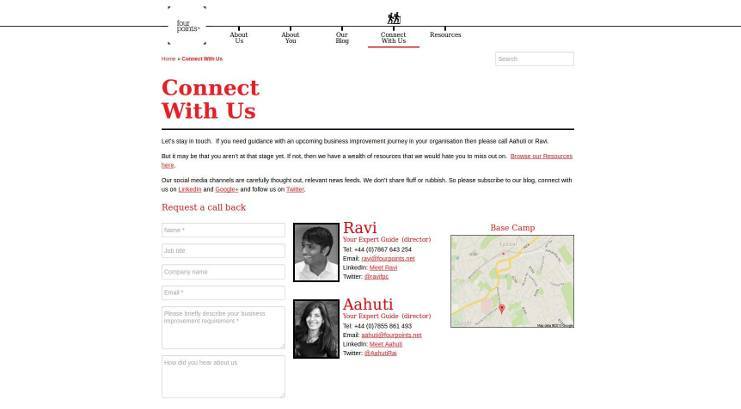 four
points
About
Us
About
You
Our
Blog
Connect
With Us
Resources
Home » Connect With Us
Search
Connect
With Us
Let's stay in touch. If you need guidance with an upcoming business improvement journey in your organisation then please call Aahuti or Ravi.
But it may be that you aren't at that stage yet. If not, then we have a wealth of resources that we would hate you to miss out on. Browse our Resources
here.
Our social media channels are carefully thought out, relevant news feeds. We don't share fluff or rubbish. So please subscribe to our blog, connect with
us on LinkedIn and Google+ and follow us on Twitter.
Request a call back
Name *
Job title
Company name
Email *
Please briefly describe your business
improvement requirement *
How did you hear about us
Ravi
Your Expert Guide (director)
Tel: +44 (0)7867 643 254
Email: ravi@fourpoints.net
LinkedIn: Meet Ravi
Twitter: @ravifpc
Aahuti
Your Expert Guide (director)
Tel: +44 (0)7855 861 493
Email: aahuti@fourpoints.net
LinkedIn: Meet Aahuti
Twitter: @AahutiRai
Base Camp